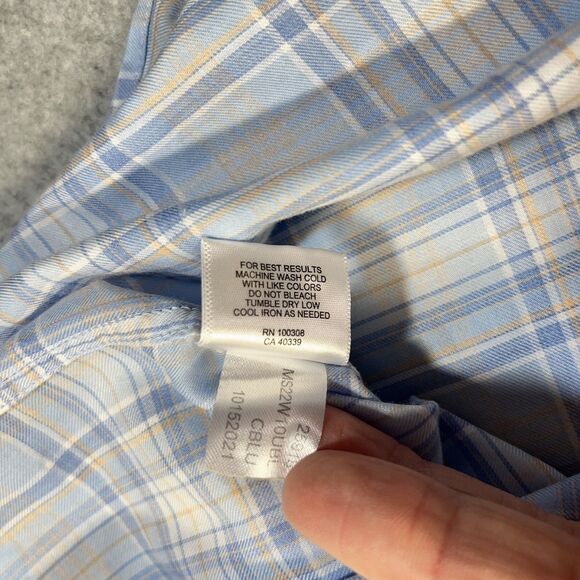 FOR BEST RESULTS
MACHINE WASH COLD
WITH LIKE COLORS
DO NOT BLEACH
TUMBLE DRY LOW
COOL IRON AS NEEDED
RN 100308
CA 40339
MS22W10UBL
CBLU
10152021